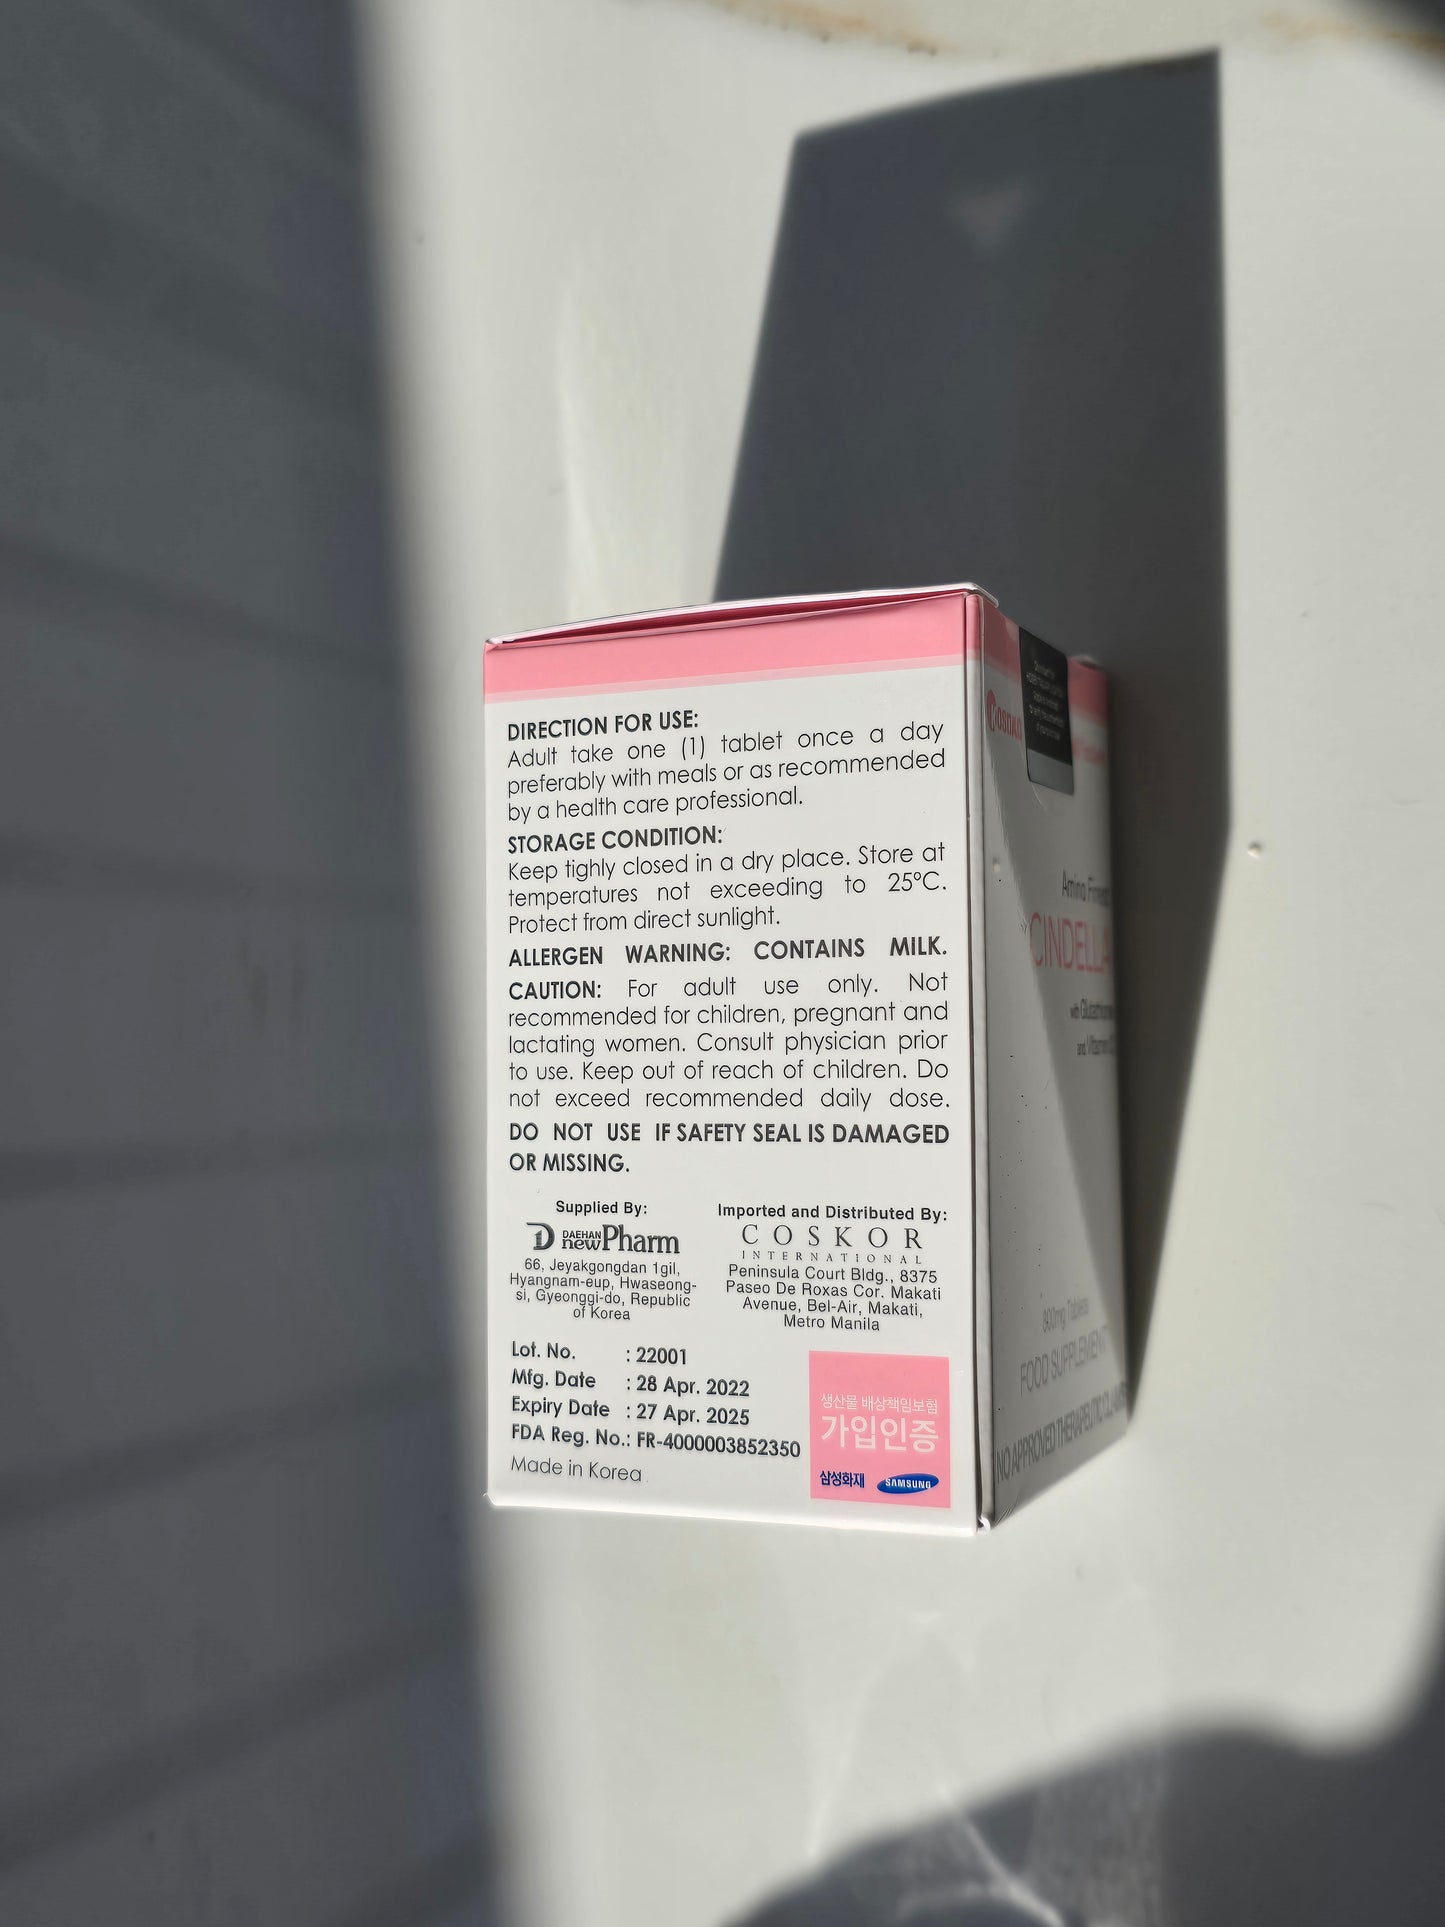 DIRECTION FOR USE:
Adult take one (1) tablet once a day
preferably with meals or as recommended
by a health care professional.
STORAGE CONDITION:
Keep tighly closed in a dry place. Store at
temperatures not exceeding to 25°C.
Protect from direct sunlight.
ALLERGEN WARNING: CONTAINS MILK.
CAUTION: For adult use only. Not
recommended for children, pregnant and
lactating women. Consult physician prior
to use. Keep out of reach of children. Do
not exceed recommended daily dose.
DO NOT USE IF SAFETY SEAL IS DAMAGED
OR MISSING.
Supplied By:
DAEHAN
new Pharm
66, Jeyakgongdan 1gil,
Hyangnam-eup, Hwaseong-
si, Gyeonggi-do, Republic
of Korea
Imported and Distributed By:
COSKOR
INTERNATIONAL
Peninsula Court Bldg., 8375
Paseo De Roxas Cor. Makati
Avenue, Bel-Air, Makati,
Metro Manila
Lot. No. : 22001
Mfg. Date : 28 Apr. 2022
Expiry Date : 27 Apr. 2025
FDA Reg. No.: FR-4000003852350
Made in Korea
생산물 배상책임보험
가입인증
삼성화재 SAMSUNG
Amino
CINDELLA
with Glutathione
and Vitamin C
800mg Tablets
FOOD SUPPLEMENT
NO APPROVED THERAPEUTIC CLAIMS